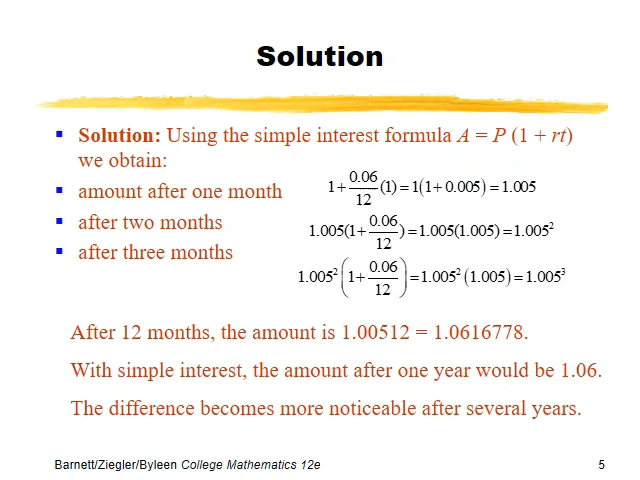 Solution
▪ Solution: Using the simple interest formula A = P (1 + rt)
we obtain:
▪ amount after one month 1+0.06/12(1)=1(1+0.005)=1.005
▪ after two months 1.005(1+0.06/12)=1.005(1.005)=1.005²
▪ after three months 1.005²(1+0.06/12)=1.005²(1.005)=1.005³
After 12 months, the amount is 1.00512 = 1.0616778.
With simple interest, the amount after one year would be 1.06.
The difference becomes more noticeable after several years.
Barnett/Ziegler/Byleen College Mathematics 12e 5